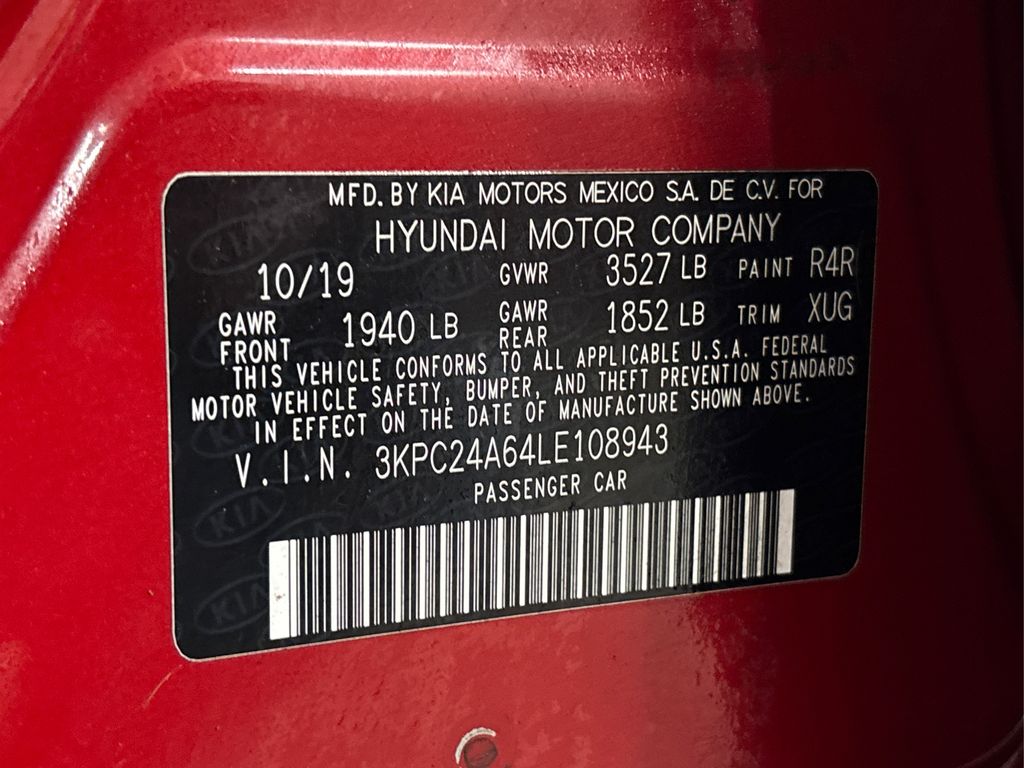 MFD. BY KIA MOTORS MEXICO S.A. DE C.V. FOR
HYUNDAI MOTOR COMPANY
10/19 GVWR 3527 LB PAINT R4R
GAWR FRONT 1940 LB GAWR REAR 1852 LB TRIM XUG
THIS VEHICLE CONFORMS TO ALL APPLICABLE U.S.A. FEDERAL
MOTOR VEHICLE SAFETY, BUMPER, AND THEFT PREVENTION STANDARDS
IN EFFECT ON THE DATE OF MANUFACTURE SHOWN ABOVE.
V.I.N. 3KPC24A64LE108943
PASSENGER CAR
KIA
KIA